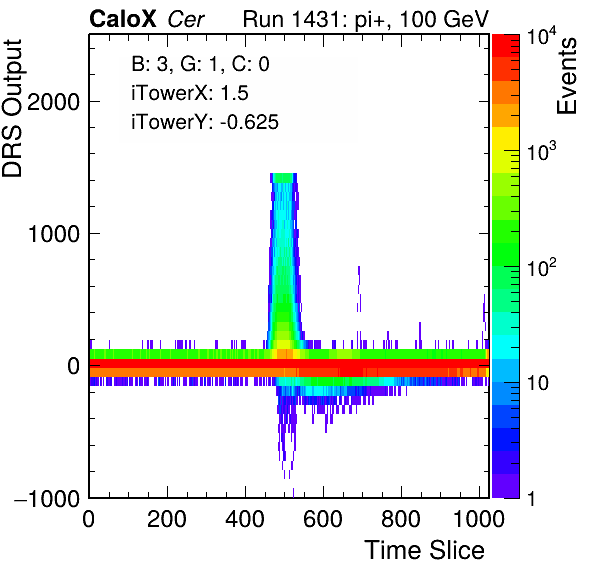 CaloX Cer Run 1431: pi+, 100 GeV
B: 3, G: 1, C: 0
iTowerX: 1.5
iTowerY: -0.625
DRS Output
2000
1000
0
−1000
0 200 400 600 800 1000
Time Slice
Events
10^4
10^3
10^2
10
1